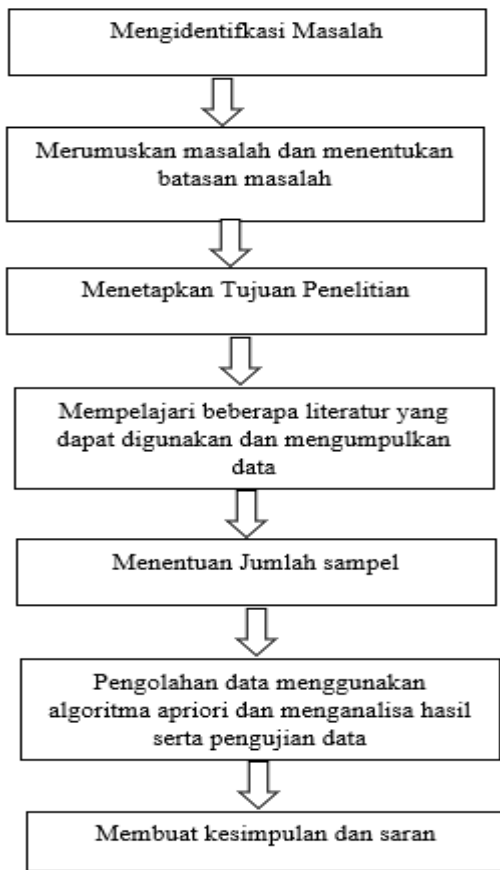 Mengidentifkasi Masalah
Merumuskan masalah dan menentukan
batasan masalah
Menetapkan Tujuan Penelitian
Mempelajari beberapa literatur yang
dapat digunakan dan mengumpulkan
data
Menentuan Jumlah sampel
Pengolahan data menggunakan
algoritma apriori dan menganalisa hasil
serta pengujian data
Membuat kesimpulan dan saran